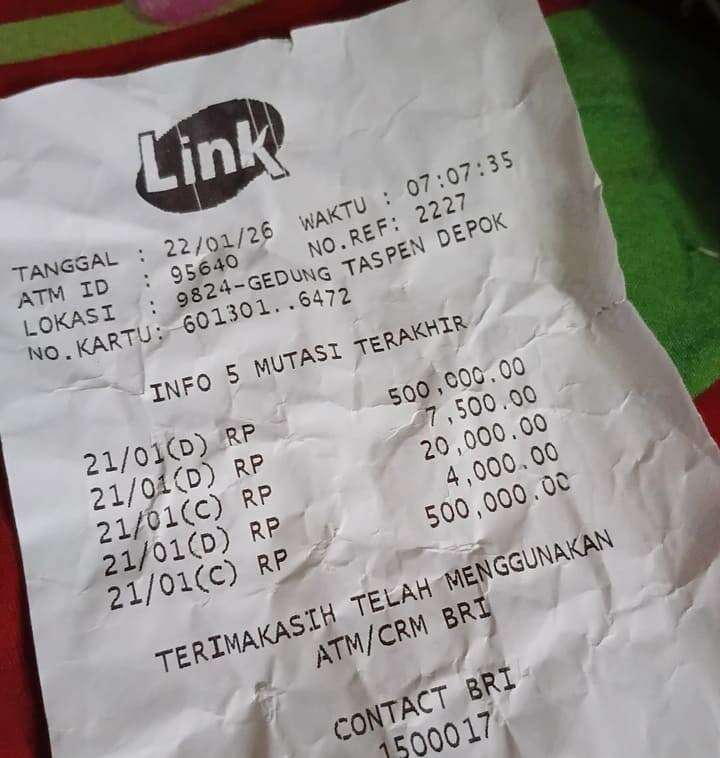 Link
TANGGAL : 22/01/26 WAKTU : 07:07:35
ATM ID : 95640 NO.REF: 2227
LOKASI : 9824-GEDUNG TASPEN DEPOK
NO.KARTU: 601301..6472
INFO 5 MUTASI TERAKHIR
21/01(D) RP 500,000.00
21/01(D) RP 7,500.00
21/01(C) RP 20,000.00
21/01(D) RP 4,000.00
21/01(C) RP 500,000.00
TERIMAKASIH TELAH MENGGUNAKAN
ATM/CRM BRI
CONTACT BRI
1500017